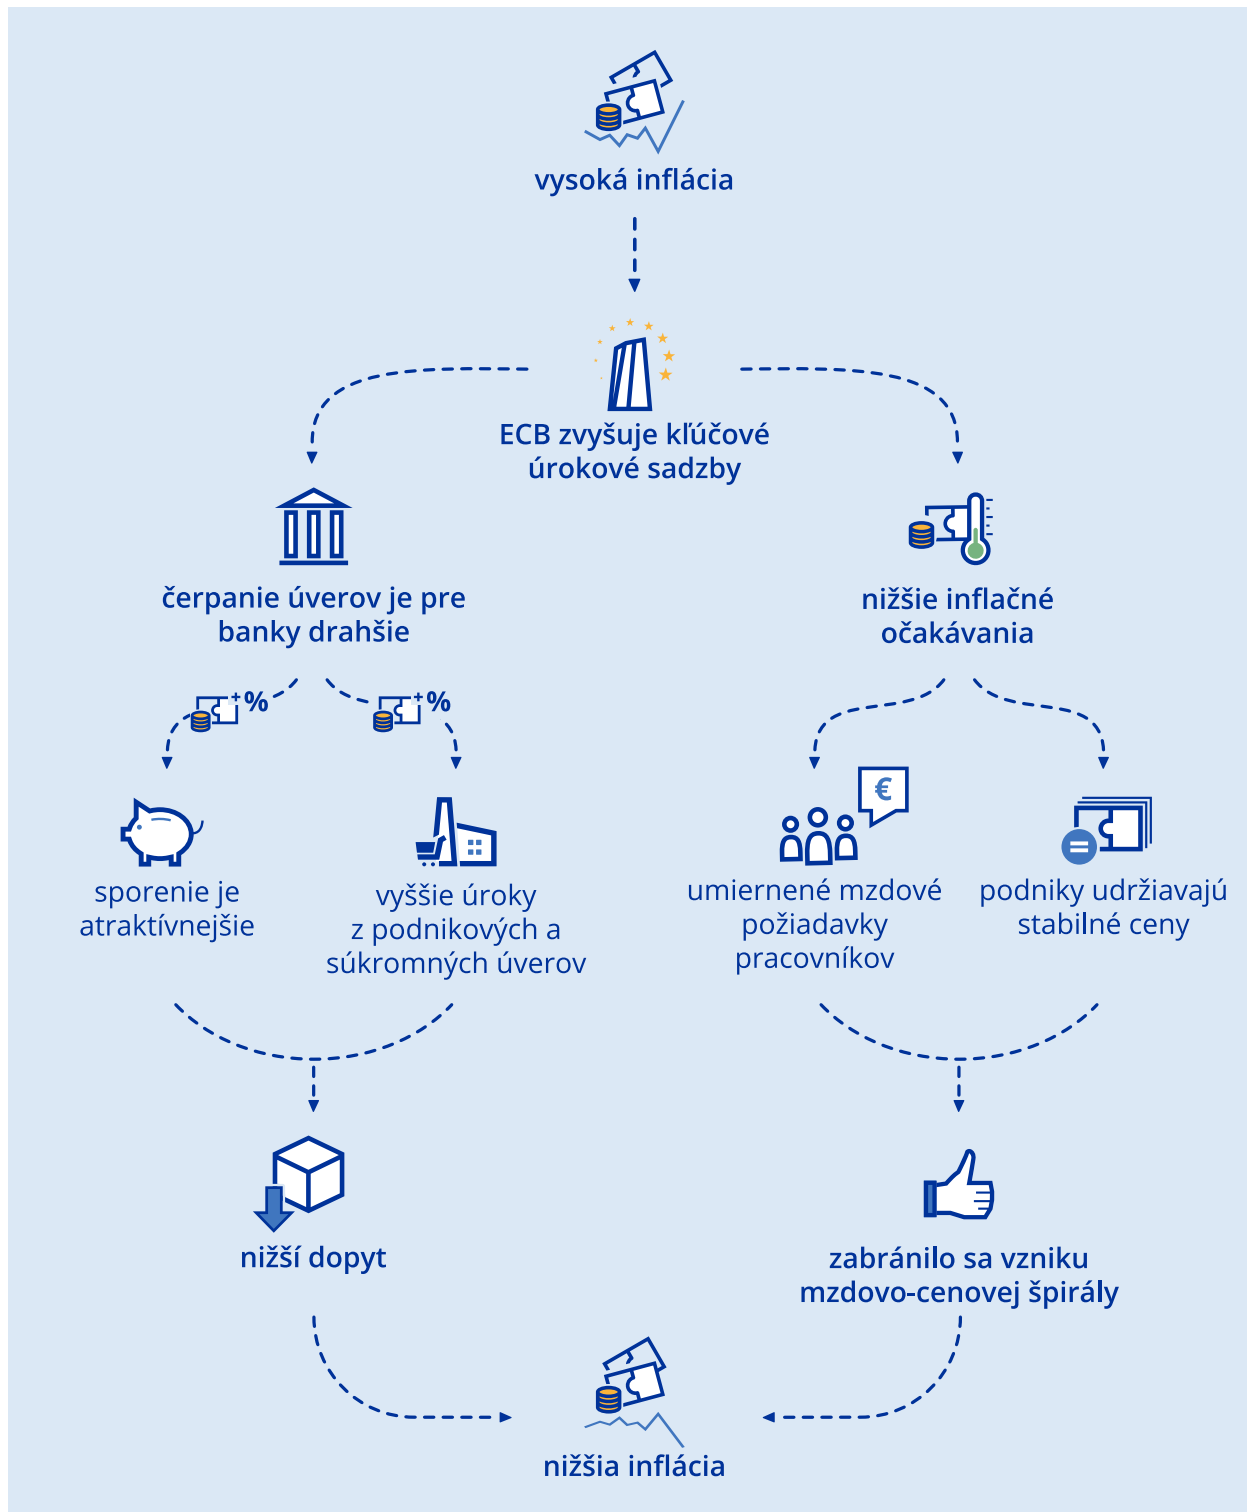 vysoká inflácia
ECB zvyšuje kľúčové
úrokové sadzby
čerpanie úverov je pre
banky drahšie
nižšie inflačné
očakávania
+%
+%
€
sporenie je
atraktívnejšie
vyššie úroky
z podnikových a
súkromných úverov
umiernené mzdové
požiadavky
pracovníkov
=
podniky udržiavajú
stabilné ceny
nižší dopyt
zabránilo sa vzniku
mzdovo-cenovej špirály
nižšia inflácia